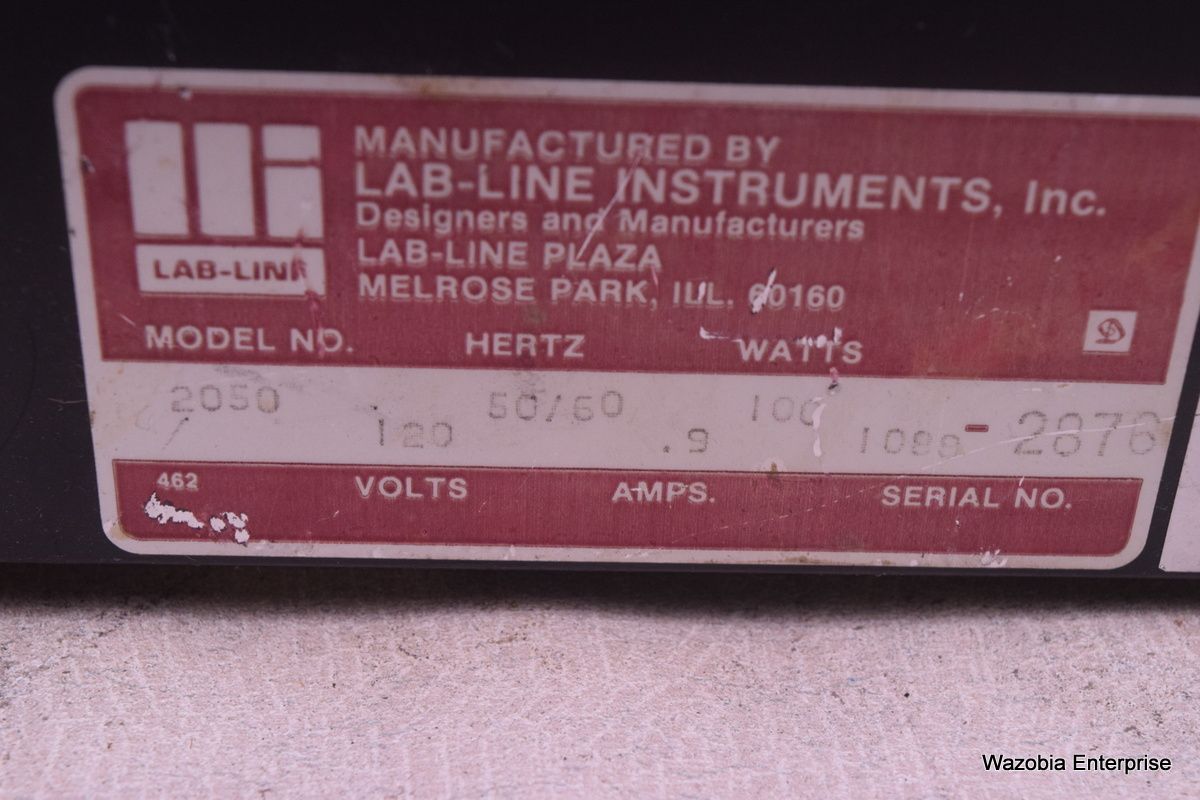 LAB-LINE
MANUFACTURED BY
LAB-LINE INSTRUMENTS, Inc.
Designers and Manufacturers
LAB-LINE PLAZA
MELROSE PARK, ILL. 60160
MODEL NO. HERTZ WATTS
2050 50/60 100
120 .9 - 2876
462 VOLTS AMPS. SERIAL NO.
Wazobia Enterprise